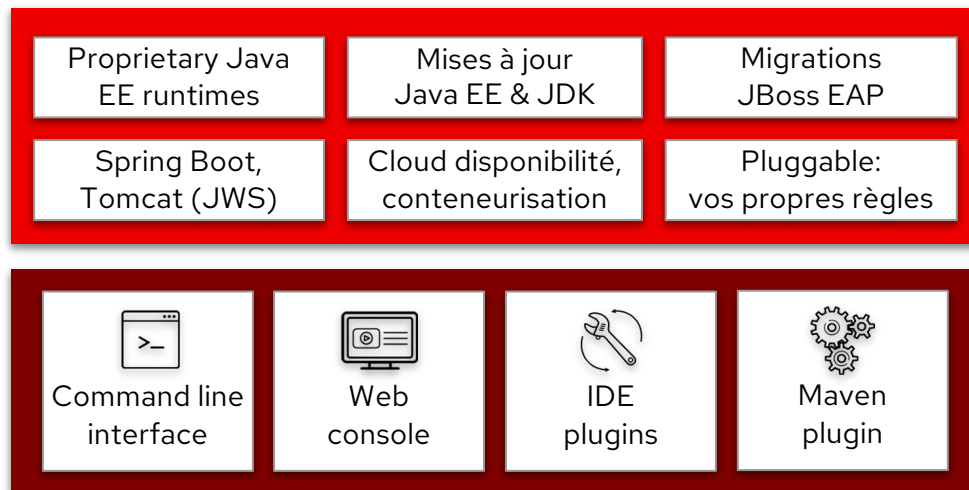 Proprietary Java
EE runtimes
Mises à jour
Java EE & JDK
Migrations
JBoss EAP
Spring Boot,
Tomcat (JWS)
Cloud disponibilité,
conteneurisation
Pluggable:
vos propres règles
>_
Command line
interface
Web
console
IDE
plugins
Maven
plugin